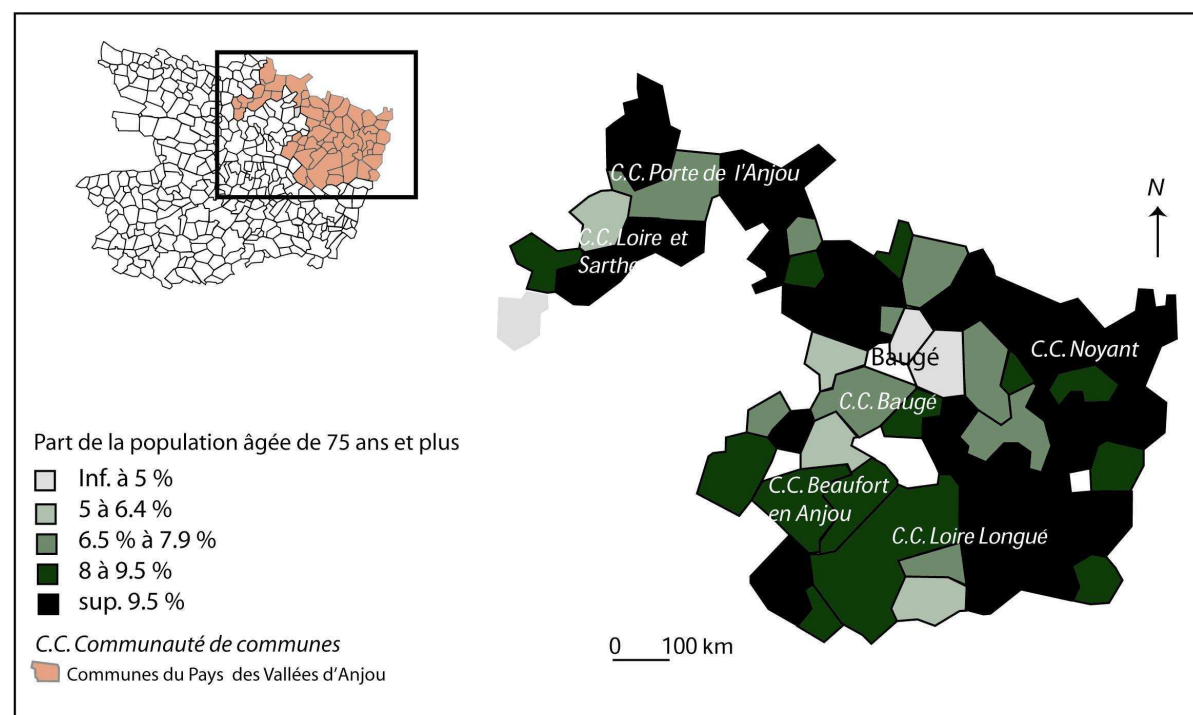 C.C. Porte de l'Anjou
N
C.C. Loire et
Sarthe
Baugé
C.C. Noyant
C.C. Baugé
Part de la population âgée de 75 ans et plus
Inf. à 5 %
5 à 6.4 %
6.5 % à 7.9 %
8 à 9.5 %
sup. 9.5 %
C.C. Beaufort
en Anjou
C.C. Loire Longué
C.C. Communauté de communes
Communes du Pays des Vallées d'Anjou
0 100 km